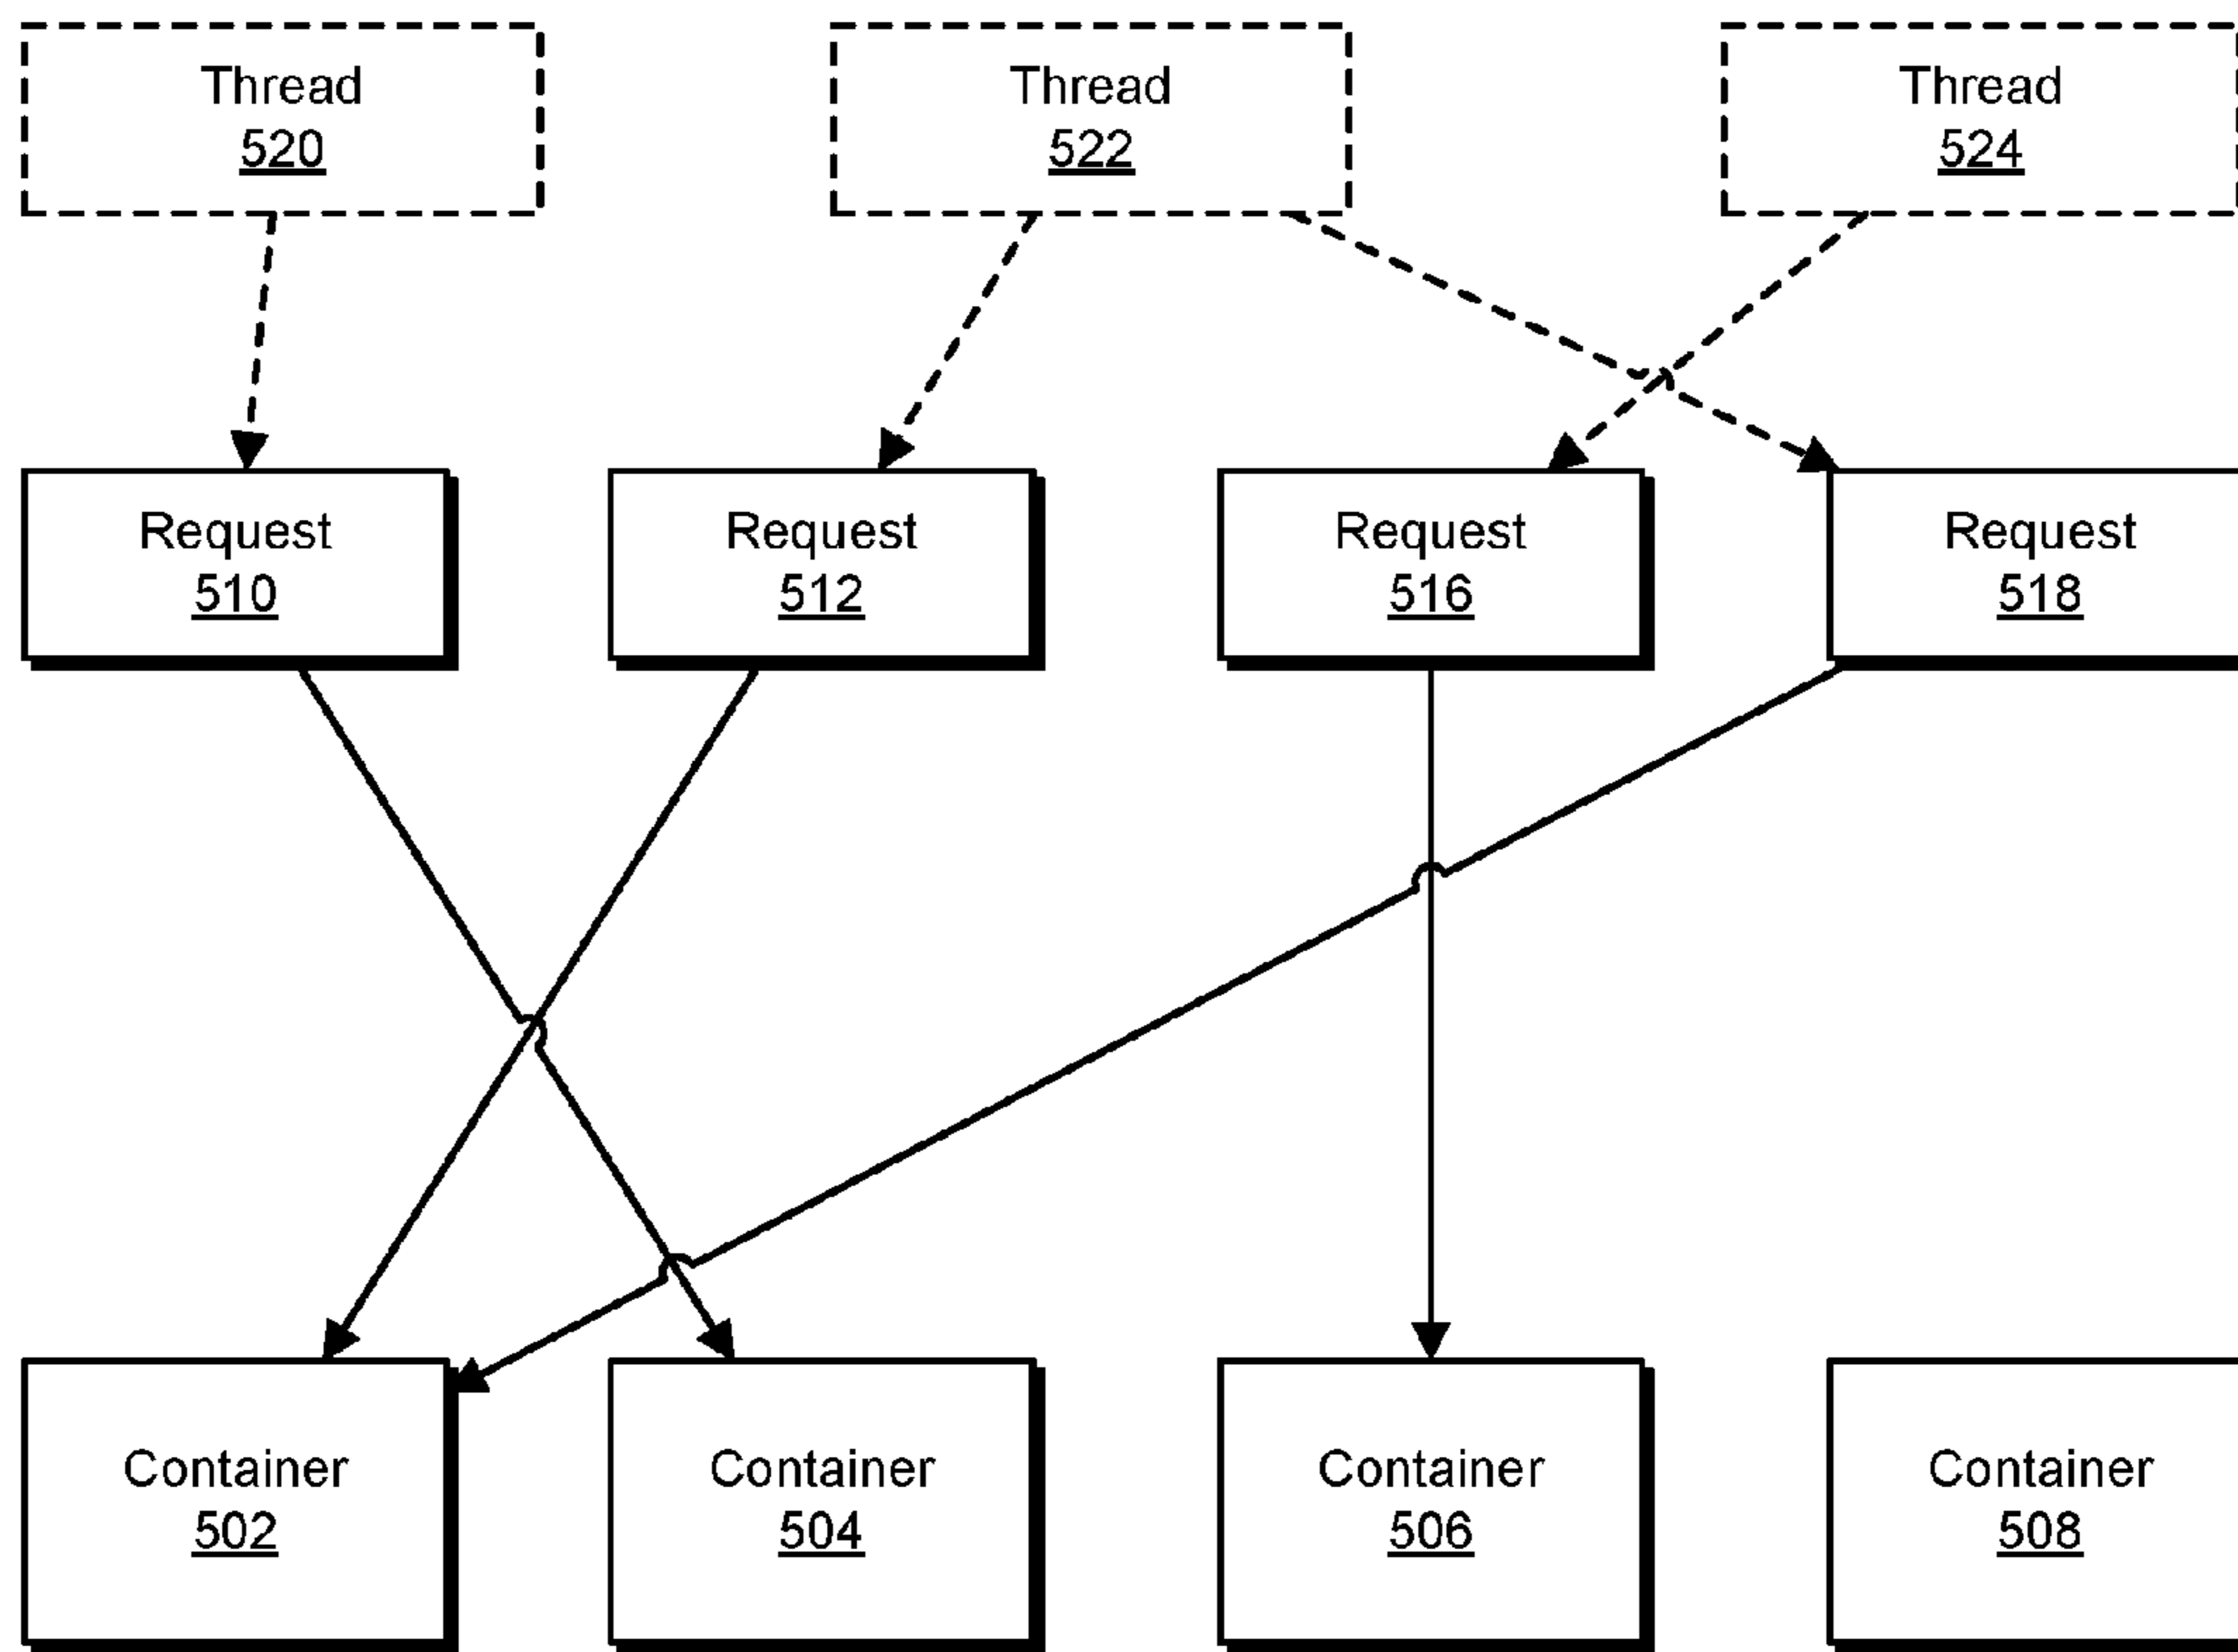 Thread
520
Thread
522
Thread
524
Request
510
Request
512
Request
516
Request
518
Container
502
Container
504
Container
506
Container
508